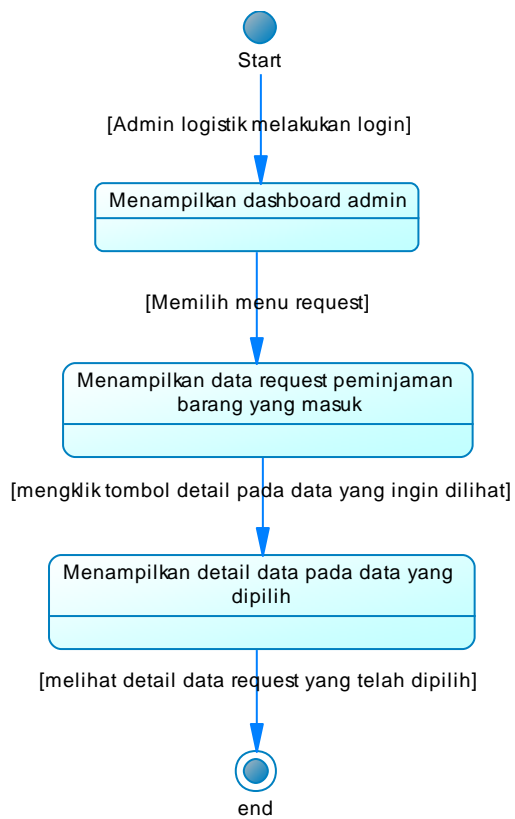 Start
[Admin logistik melakukan login]
Menampilkan dashboard admin
[Memilih menu request]
Menampilkan data request peminjaman
barang yang masuk
[mengklik tombol detail pada data yang ingin dilihat]
Menampilkan detail data pada data yang
dipilih
[melihat detail data request yang telah dipilih]
end